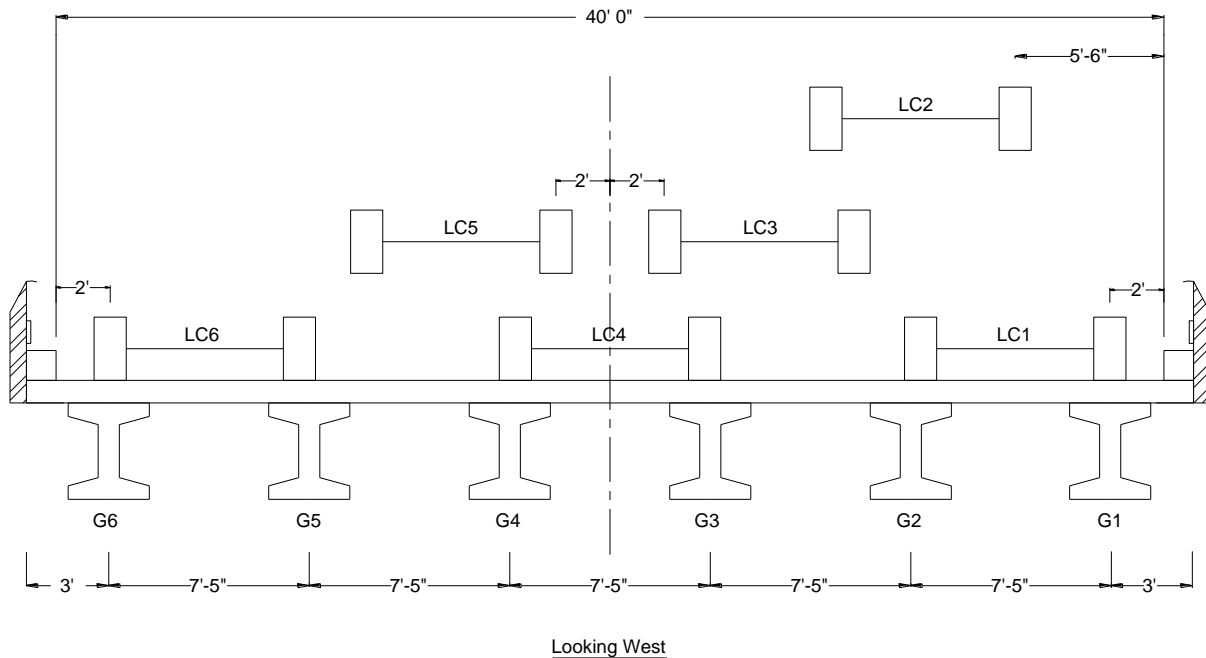 40' 0"
5'-6"
LC2
2' 2'
LC5 LC3
2' 2'
LC6 LC4 LC1
G6 G5 G4 G3 G2 G1
3' 7'-5" 7'-5" 7'-5" 7'-5" 7'-5" 3'
Looking West